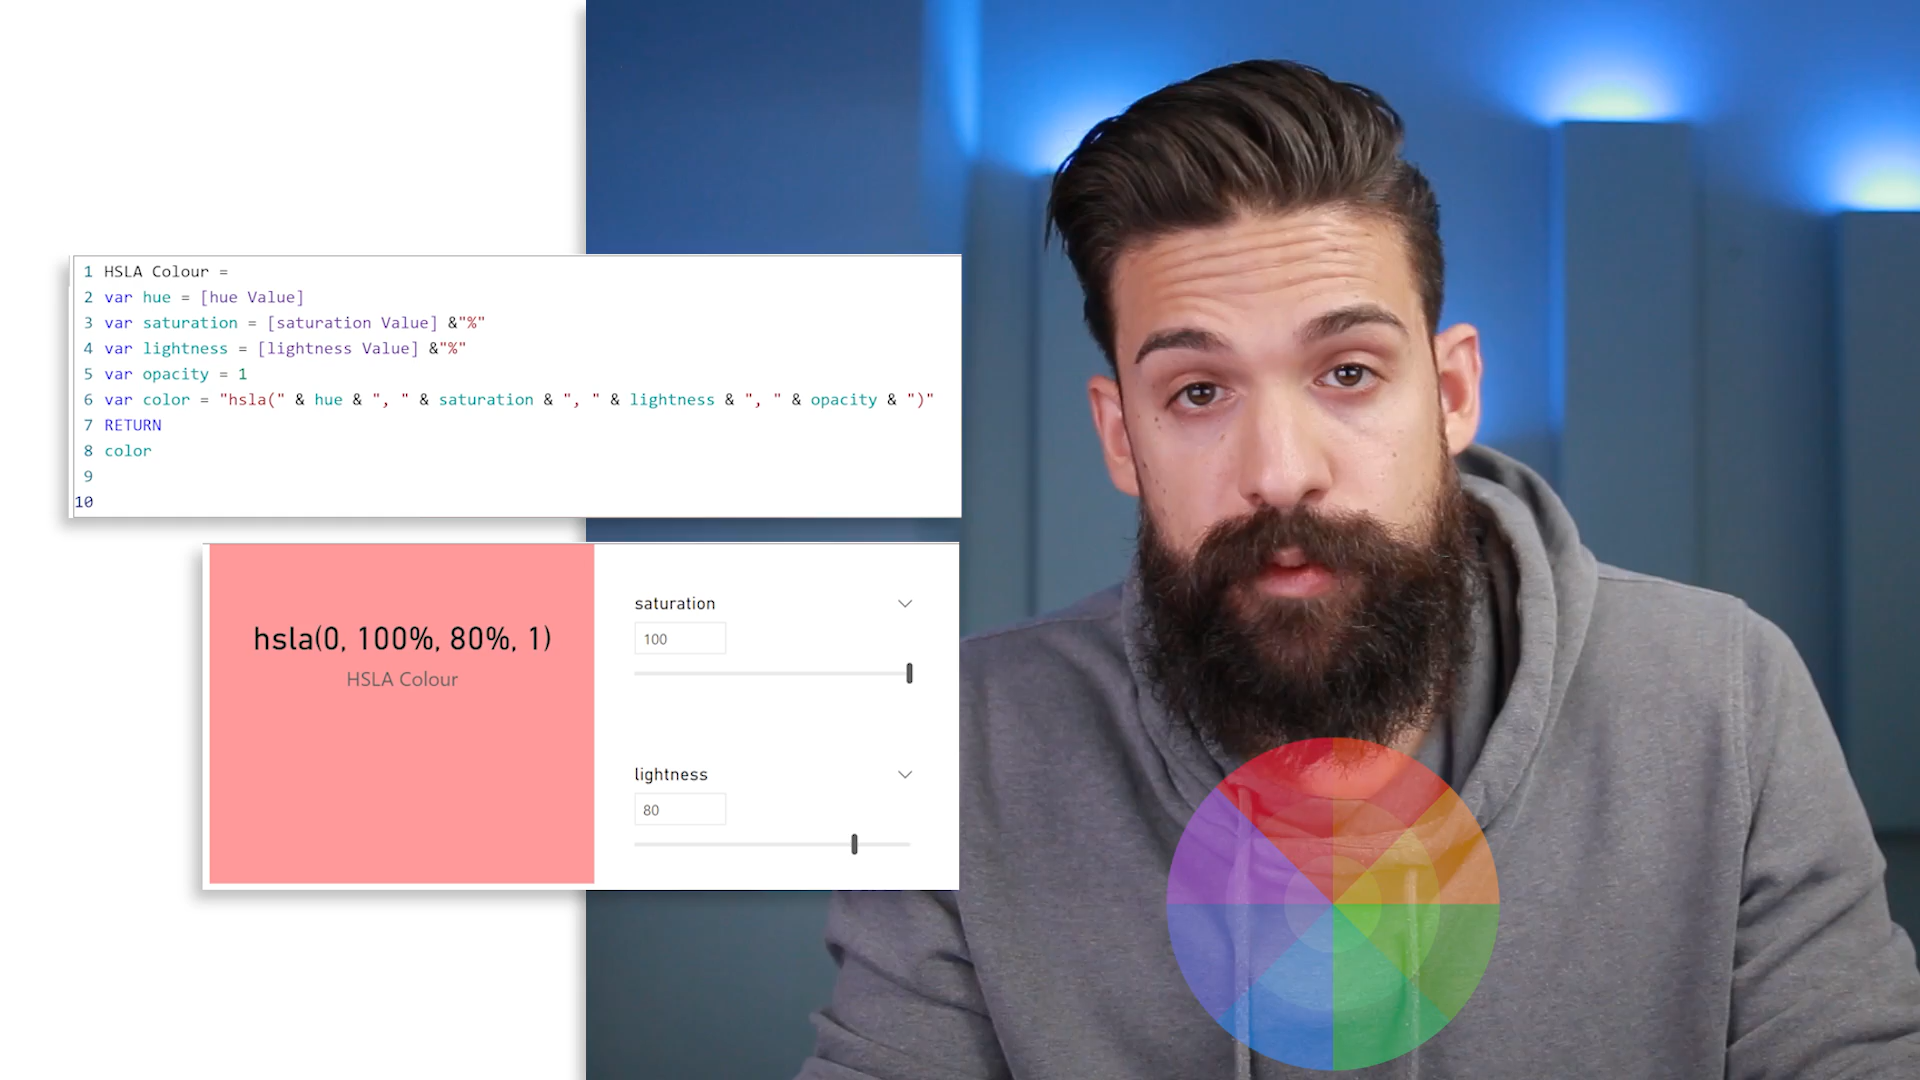 1 HSLA Colour =
2 var hue = [hue Value]
3 var saturation = [saturation Value] &"%"
4 var lightness = [lightness Value] &"%"
5 var opacity = 1
6 var color = "hsla(" & hue & ", " & saturation & ", " & lightness & ", " & opacity & ")"
7 RETURN
8 color
9
10
hsla(0, 100%, 80%, 1)
HSLA Colour
saturation
100
lightness
80